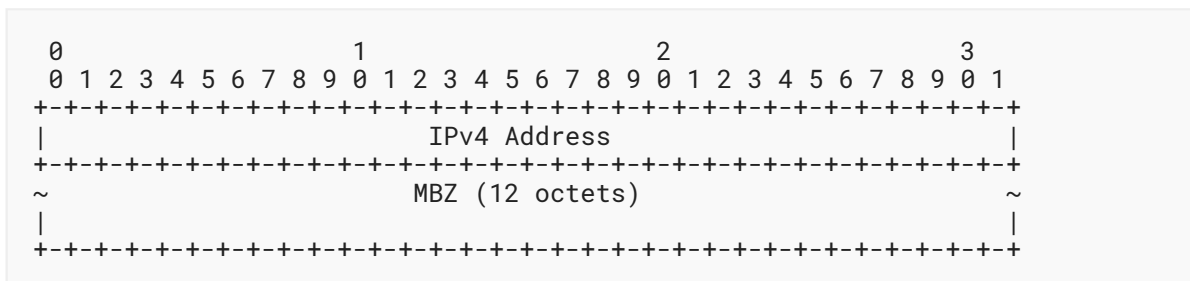 0                   1                   2                   3
 0 1 2 3 4 5 6 7 8 9 0 1 2 3 4 5 6 7 8 9 0 1 2 3 4 5 6 7 8 9 0 1
+-+-+-+-+-+-+-+-+-+-+-+-+-+-+-+-+-+-+-+-+-+-+-+-+-+-+-+-+-+-+-+-+
|                         IPv4 Address                          |
+-+-+-+-+-+-+-+-+-+-+-+-+-+-+-+-+-+-+-+-+-+-+-+-+-+-+-+-+-+-+-+-+
~                        MBZ (12 octets)                        ~
|                                                               |
+-+-+-+-+-+-+-+-+-+-+-+-+-+-+-+-+-+-+-+-+-+-+-+-+-+-+-+-+-+-+-+-+